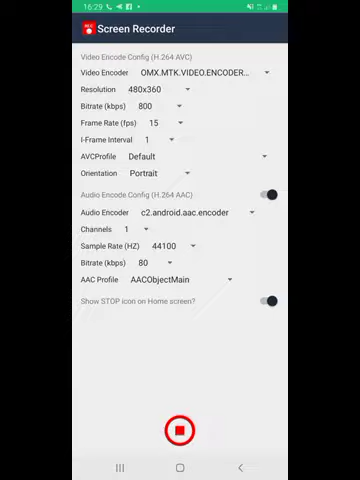 16:29
REC Screen Recorder
Video Encode Config (H.264 AVC)
Video Encoder OMX.MTK.VIDEO.ENCODER...
Resolution 480x360
Bitrate (kbps) 800
Frame Rate (fps) 15
I-Frame Interval 1
AVCProfile Default
Orientation Portrait
Audio Encode Config (H.264 AAC)
Audio Encoder c2.android.aac.encoder
Channels 1
Sample Rate (HZ) 44100
Bitrate (kbps) 80
AAC Profile AACObjectMain
Show STOP icon on Home screen?